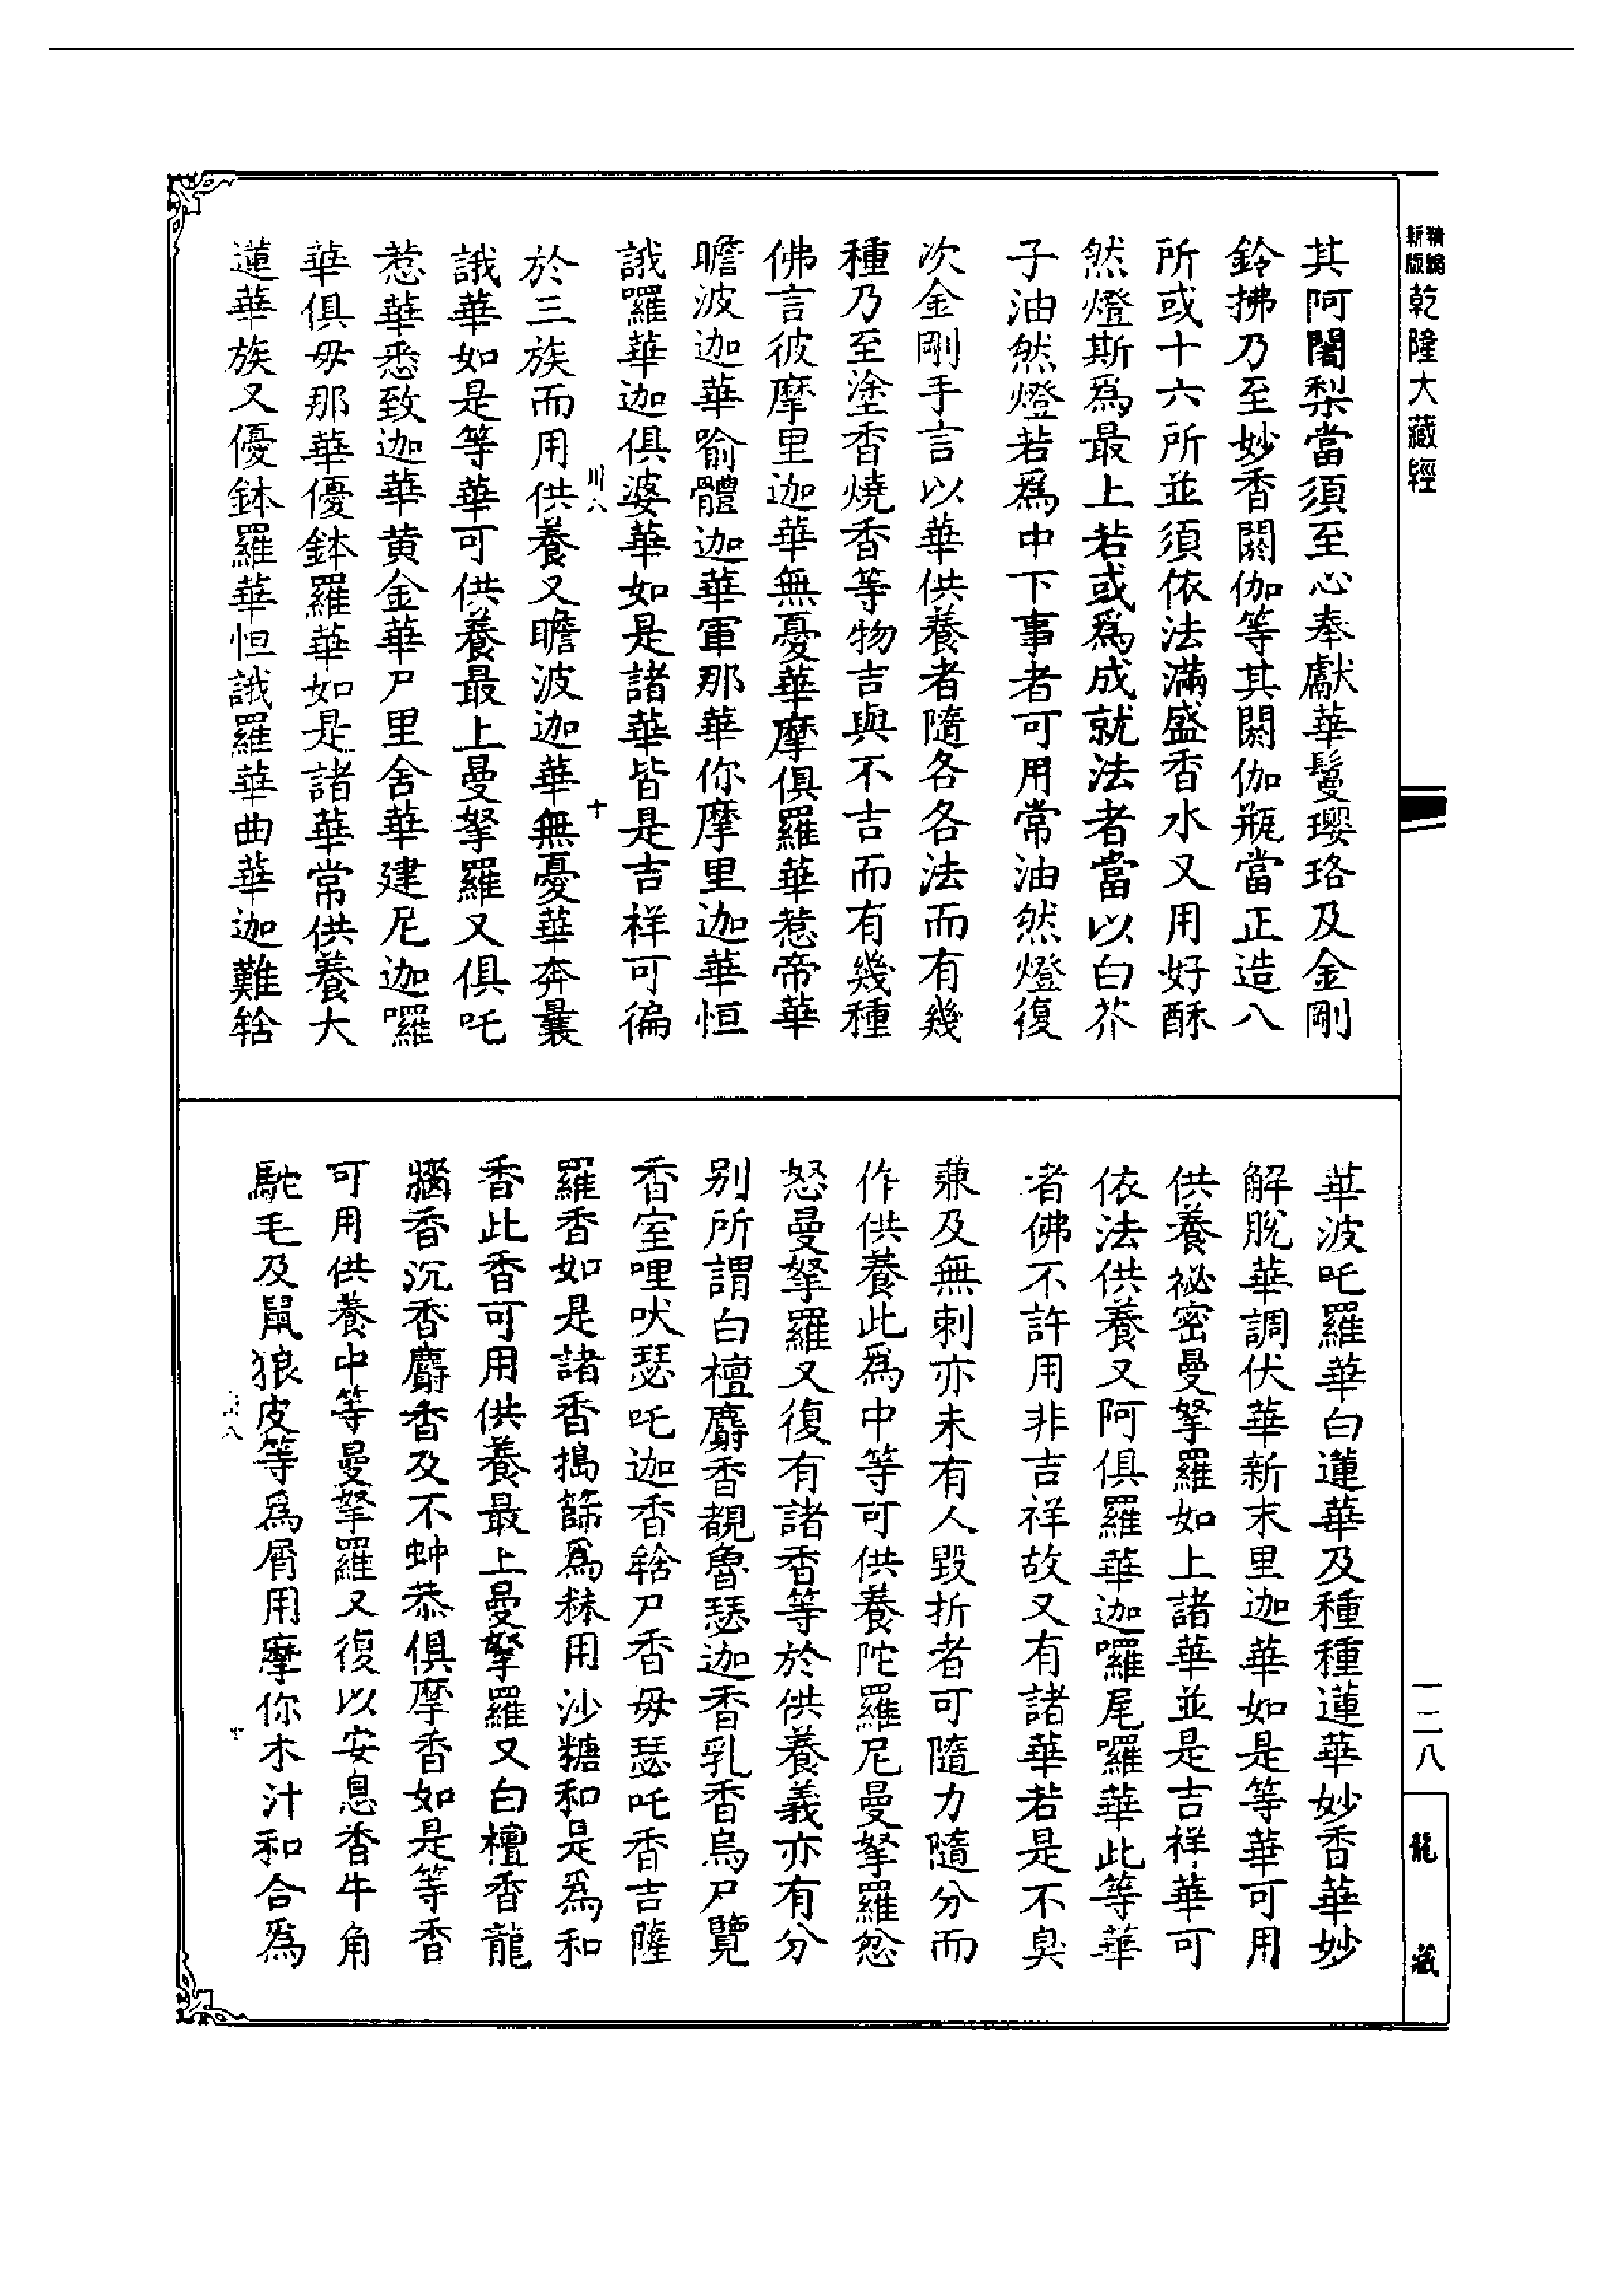 精編
新版
乾隆大藏經
其阿闍梨當須至心奉獻華鬘瓔珞及金剛
鈴拂乃至妙香閼伽等其閼伽瓶當正造八
所或十六所並須依法滿盛香水又用好酥
然燈斯爲最上若或爲成就法者當以白芥
子油然燈若爲中下事者可用常油然燈復
次金剛手言以華供養者隨各各法而有幾
種乃至塗香燒香等物吉與不吉而有幾種
佛言彼摩里迦華無憂華摩俱羅華惹帝華
瞻波迦華喻體迦華軍那華你摩里迦華恒
誐羅華迦俱婆華如是諸華皆是吉祥可徧
於三族而用供養又瞻波迦華無憂華奔曩
誐華如是等華可供養最上曼拏羅又俱吒
惹華悉致迦華黃金華尸里舍華建尼迦囉
華俱毋那華優鉢羅華如是諸華常供養大
蓮華族又優鉢羅華怛誐羅華曲華迦難轄
華波吒羅華白蓮華及種種蓮華妙香華妙
解脫華調伏華新末里迦華如是等華可用
供養祕密曼拏羅如上諸華並是吉祥華可
依法供養又阿俱羅華迦囉尾囉華此等華
者佛不許用非吉祥故又有諸華若是不臭
兼及無刺亦未有人毀折者可隨力隨分而
作供養此爲中等可供養陀羅尼曼拏羅忿
怒曼拏羅又復有諸香等於供養義亦有分
別所謂白檀麝香覩魯瑟迦香乳香烏尸覽
香室哩吠瑟吒迦香轄尸香毋瑟吒香吉薩
羅香如是諸香搗篩爲秣用沙糖和是爲和
香此香可用供養最上曼拏羅又白檀香龍
腦香沉香麝香及不蚛恭俱摩香如是等香
可用供養中等曼拏羅又復以安息香牛角
駞毛及鼠狼皮等爲屑用摩你木汁和合爲
一二八
龍藏